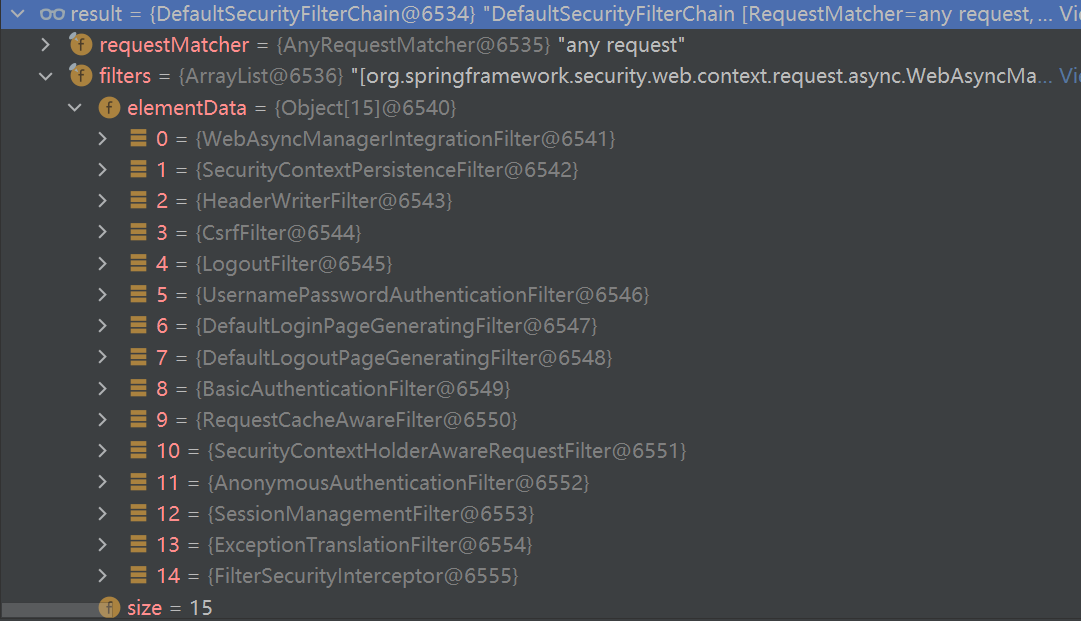 result = {DefaultSecurityFilterChain@6534} "DefaultSecurityFilterChain [RequestMatcher=any request, ... Vi
requestMatcher = {AnyRequestMatcher@6535} "any request"
filters = {ArrayList@6536} "[org.springframework.security.web.context.request.async.WebAsyncMa... Vi
elementData = {Object[15]@6540}
0 = {WebAsyncManagerIntegrationFilter@6541}
1 = {SecurityContextPersistenceFilter@6542}
2 = {HeaderWriterFilter@6543}
3 = {CsrfFilter@6544}
4 = {LogoutFilter@6545}
5 = {UsernamePasswordAuthenticationFilter@6546}
6 = {DefaultLoginPageGeneratingFilter@6547}
7 = {DefaultLogoutPageGeneratingFilter@6548}
8 = {BasicAuthenticationFilter@6549}
9 = {RequestCacheAwareFilter@6550}
10 = {SecurityContextHolderAwareRequestFilter@6551}
11 = {AnonymousAuthenticationFilter@6552}
12 = {SessionManagementFilter@6553}
13 = {ExceptionTranslationFilter@6554}
14 = {FilterSecurityInterceptor@6555}
size = 15